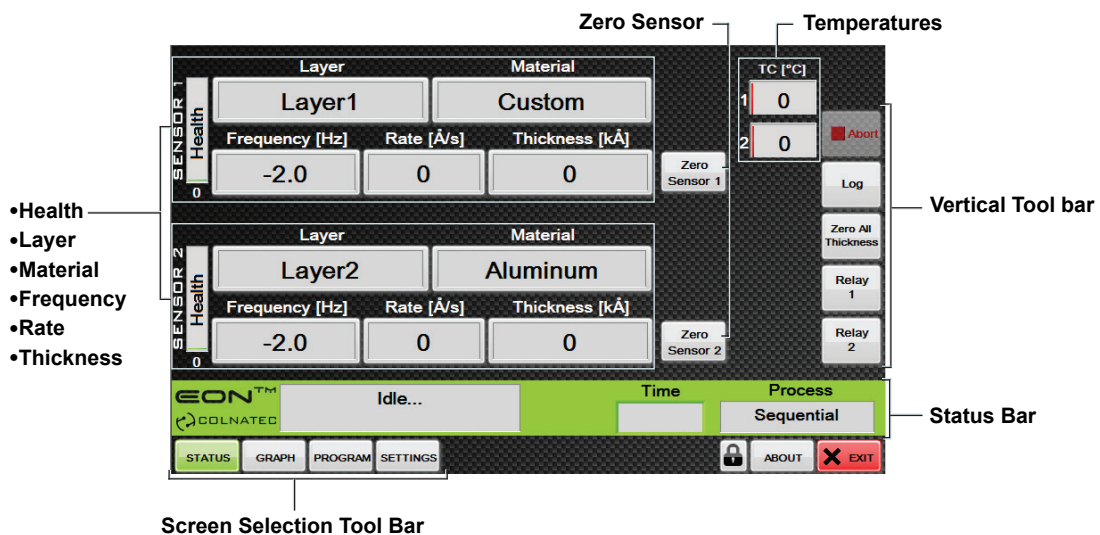 Zero Sensor
Temperatures
Layer
Material
TC [°C]
SENSOR 1
Health
0
Layer1
Custom
1
0
Frequency [Hz]
Rate [Å/s]
Thickness [kÅ]
2
0
Abort
-2.0
0
0
Zero
Sensor 1
Log
•Health
•Layer
•Material
•Frequency
•Rate
•Thickness
Vertical Tool bar
Layer
Material
Zero All
Thickness
SENSOR 2
Health
0
Layer2
Aluminum
Relay
1
Frequency [Hz]
Rate [Å/s]
Thickness [kÅ]
-2.0
0
0
Zero
Sensor 2
Relay
2
EON™
COLNATEC
Idle...
Time
Process
Sequential
Status Bar
STATUS
GRAPH
PROGRAM
SETTINGS
ABOUT
EXIT
Screen Selection Tool Bar